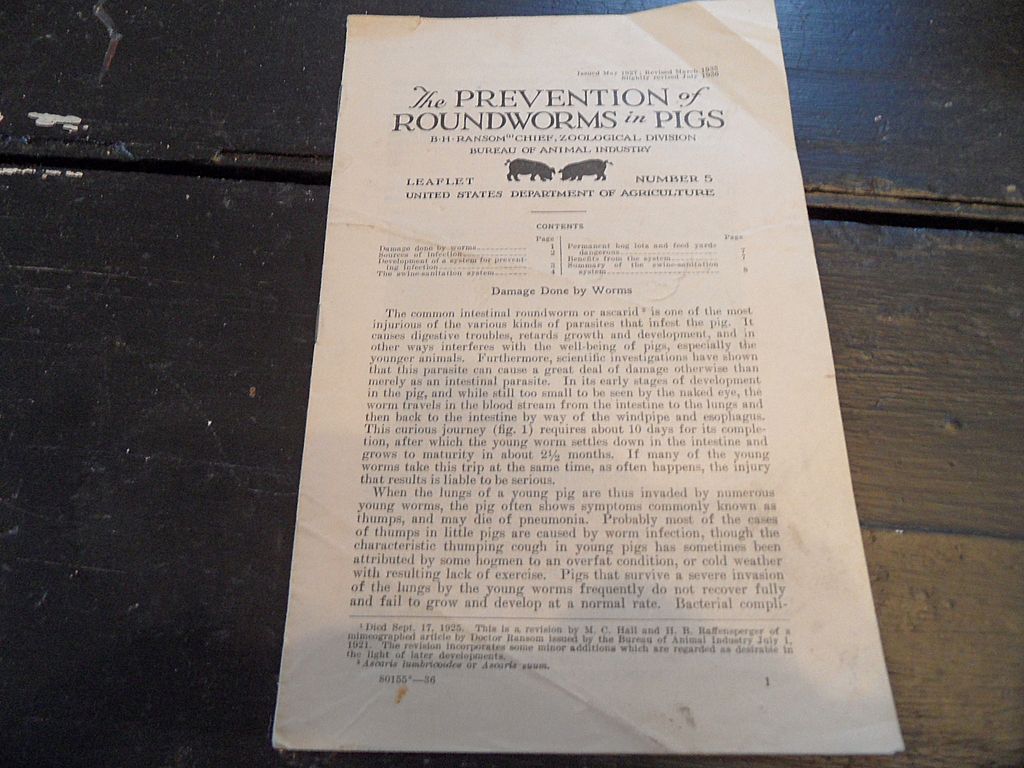 Issued May 1927; Revised March 1935
Slightly revised July 1936
The PREVENTION of
ROUNDWORMS in PIGS
B·H·RANSOM⁽¹⁾ CHIEF, ZOOLOGICAL DIVISION
BUREAU OF ANIMAL INDUSTRY
LEAFLET NUMBER 5
UNITED STATES DEPARTMENT OF AGRICULTURE
CONTENTS
Page
Damage done by worms 1
Sources of infection 2
Development of a system for prevent-
ing infection 3
The swine-sanitation system 4
Page
Permanent hog lots and feed yards
dangerous 7
Benefits from the system 7
Summary of the swine-sanitation
system 8
Damage Done by Worms
The common intestinal roundworm or ascarid ² is one of the most
injurious of the various kinds of parasites that infest the pig. It
causes digestive troubles, retards growth and development, and in
other ways interferes with the well-being of pigs, especially the
younger animals. Furthermore, scientific investigations have shown
that this parasite can cause a great deal of damage otherwise than
merely as an intestinal parasite. In its early stages of development
in the pig, and while still too small to be seen by the naked eye, the
worm travels in the blood stream from the intestine to the lungs and
then back to the intestine by way of the windpipe and esophagus.
This curious journey (fig. 1) requires about 10 days for its comple-
tion, after which the young worm settles down in the intestine and
grows to maturity in about 2½ months. If many of the young
worms take this trip at the same time, as often happens, the injury
that results is liable to be serious.
When the lungs of a young pig are thus invaded by numerous
young worms, the pig often shows symptoms commonly known as
thumps, and may die of pneumonia. Probably most of the cases
of thumps in little pigs are caused by worm infection, though the
characteristic thumping cough in young pigs has sometimes been
attributed by some hogmen to an overfat condition, or cold weather
with resulting lack of exercise. Pigs that survive a severe invasion
of the lungs by the young worms frequently do not recover fully
and fail to grow and develop at a normal rate. Bacterial compli-
¹ Died Sept. 17, 1925. This is a revision by M. C. Hall and H. B. Raffensperger of a
mimeographed article by Doctor Ransom issued by the Bureau of Animal Industry July 1,
1921. The revision incorporates some minor additions which are regarded as desirable in
the light of later developments.
² Ascaris lumbricoides or Ascaris suum.
80155°—36 1